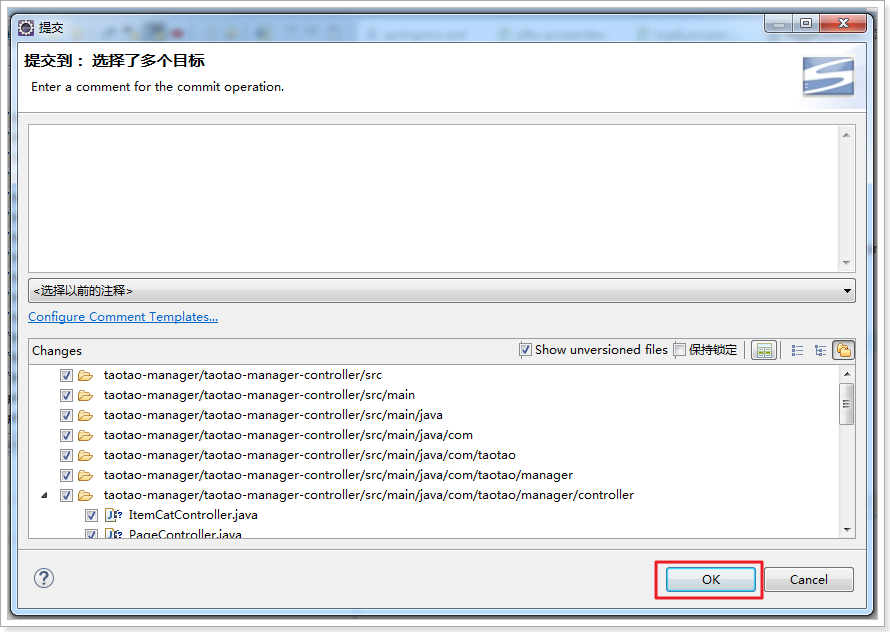 提交
提交到：选择了多个目标
Enter a comment for the commit operation.
<选择以前的注释>
Configure Comment Templates...
Changes
Show unversioned files
保持锁定
taotao-manager/taotao-manager-controller/src
taotao-manager/taotao-manager-controller/src/main
taotao-manager/taotao-manager-controller/src/main/java
taotao-manager/taotao-manager-controller/src/main/java/com
taotao-manager/taotao-manager-controller/src/main/java/com/taotao
taotao-manager/taotao-manager-controller/src/main/java/com/taotao/manager
taotao-manager/taotao-manager-controller/src/main/java/com/taotao/manager/controller
ItemCatController.java
PageController.java
OK
Cancel